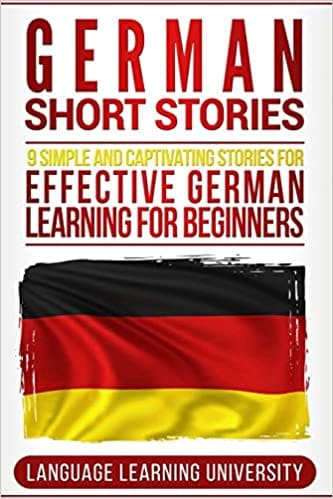 GERMAN
SHORT STORIES
9 SIMPLE AND CAPTIVATING STORIES FOR
EFFECTIVE GERMAN
LEARNING FOR BEGINNERS
LANGUAGE LEARNING UNIVERSITY